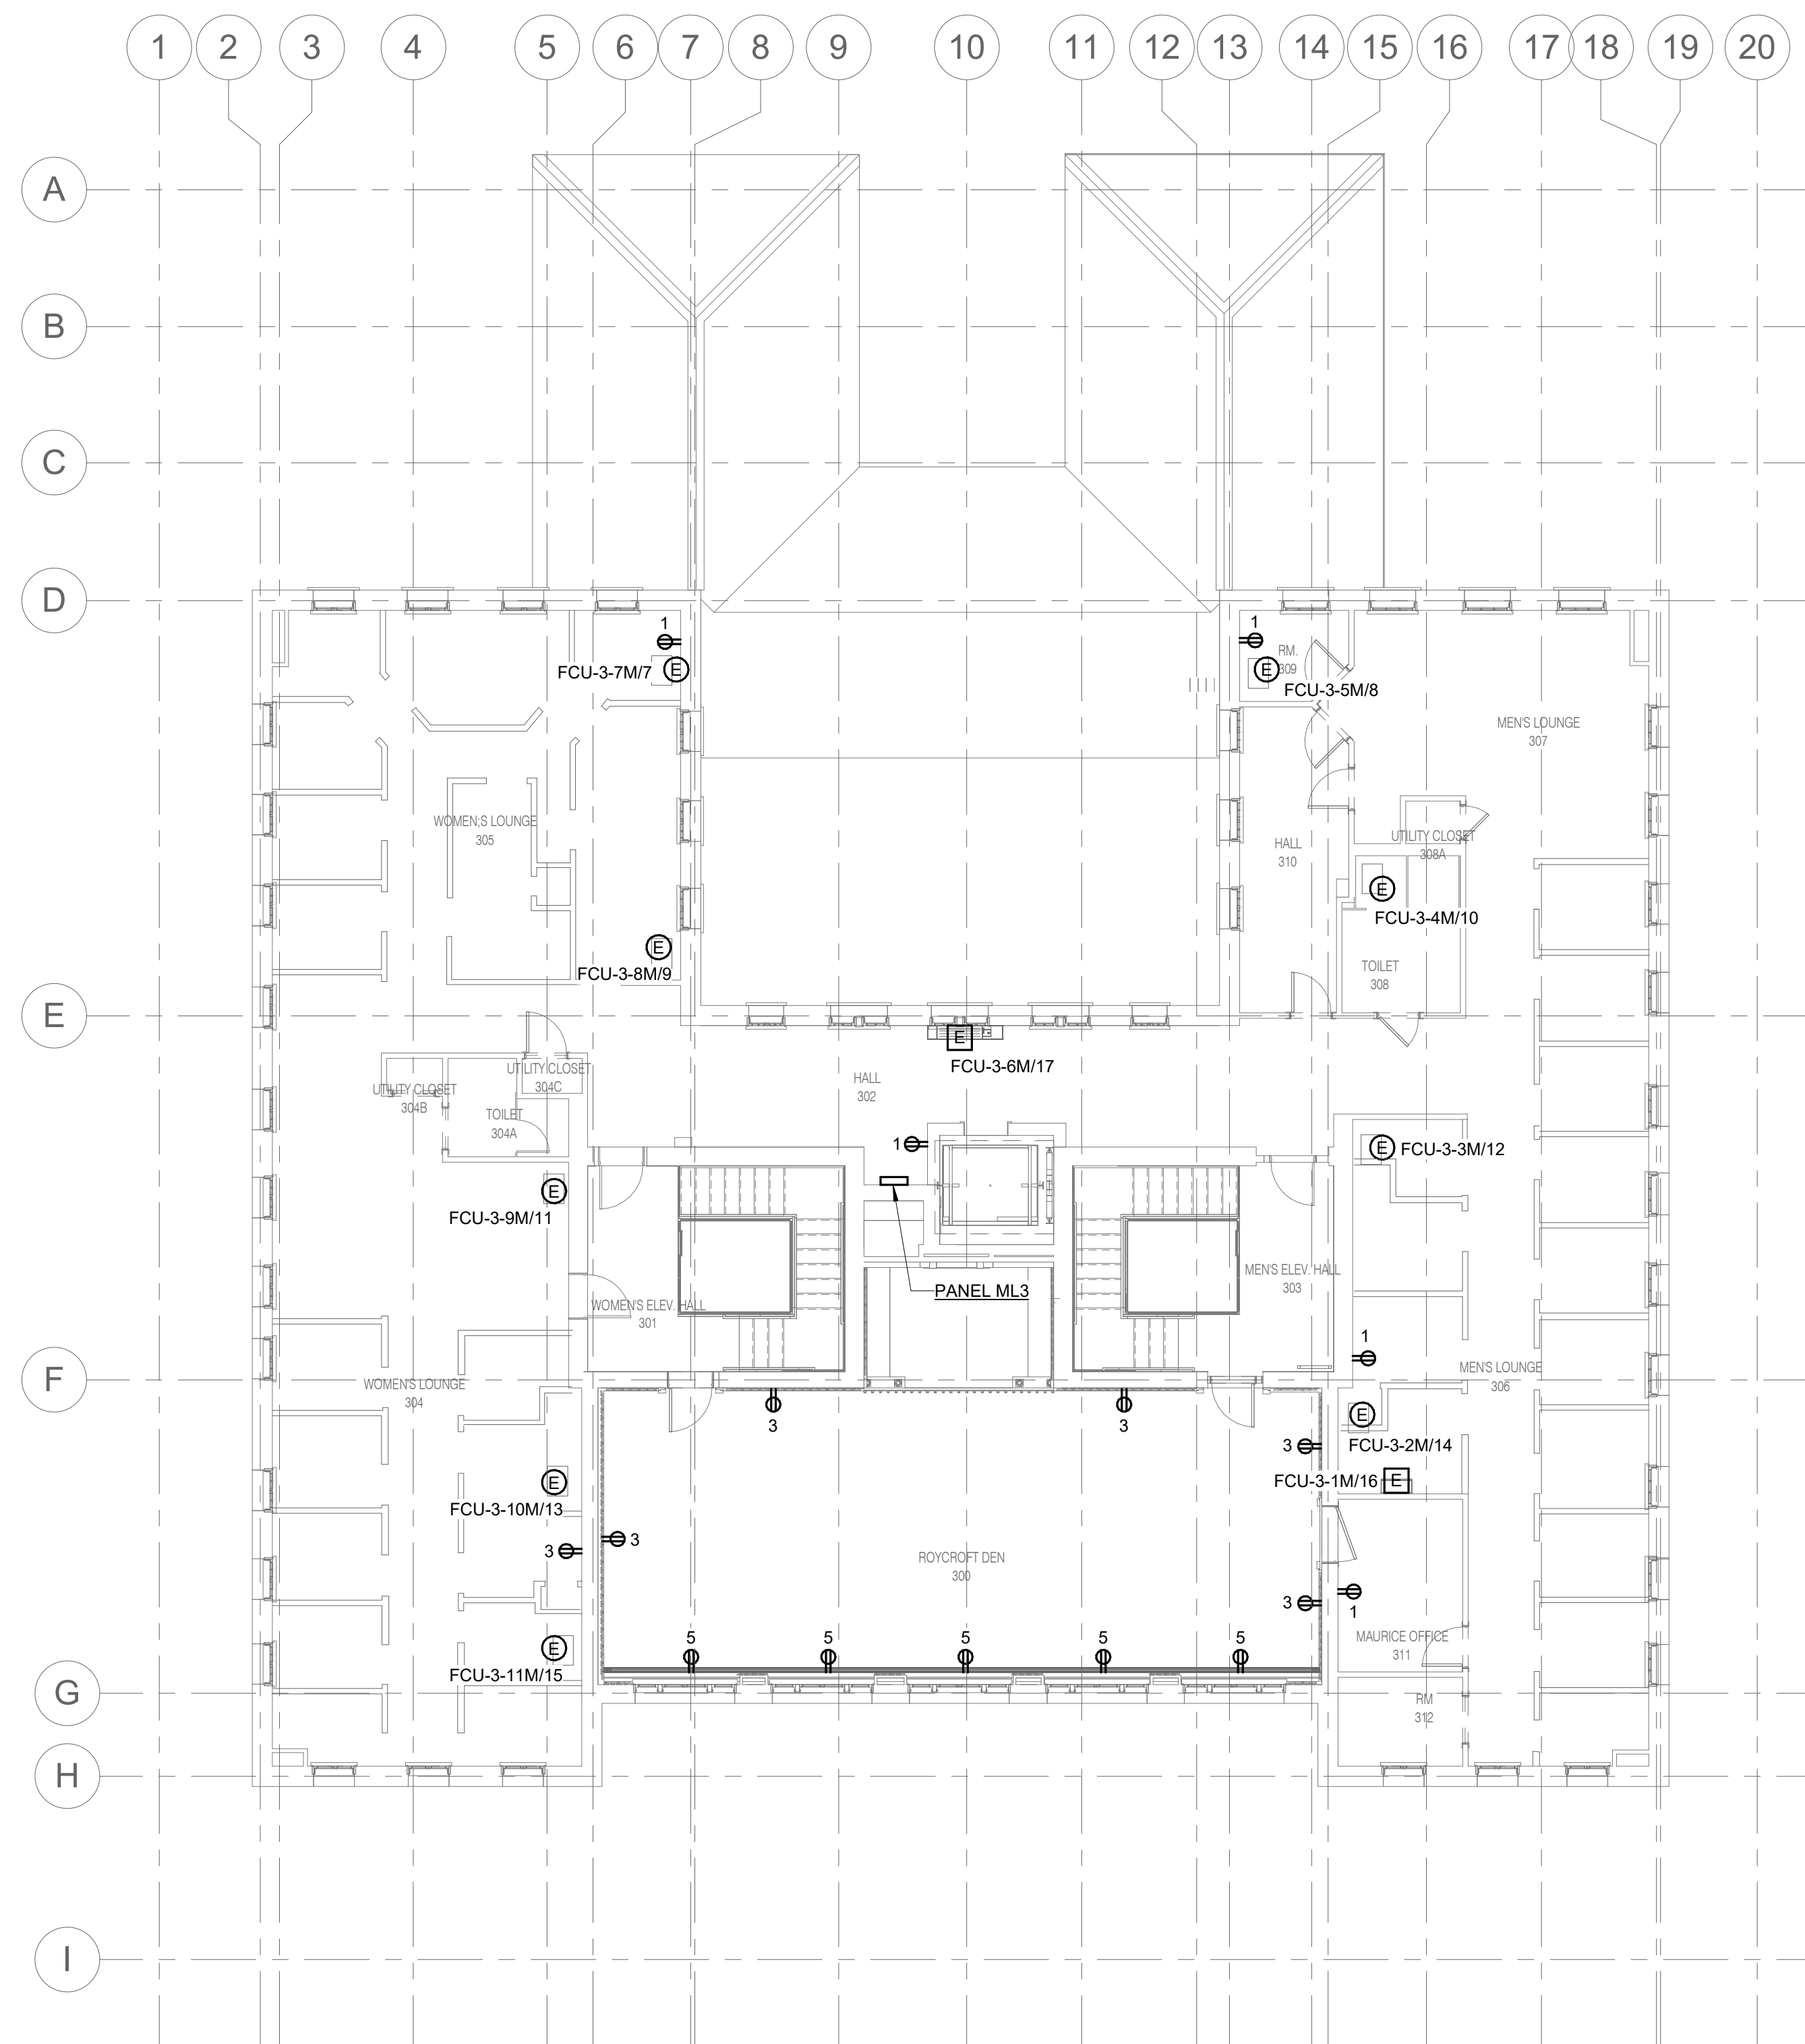 1 2 3 4 5 6 7 8 9 10 11 12 13 14 15 16 17 18 19 20
A
B
C
D
1
1
RM.
309
E
FCU-3-7M/7
E
FCU-3-5M/8
MEN'S LOUNGE
307
WOMEN;S LOUNGE
305
HALL
310
UTILITY CLOSET
308A
E
FCU-3-4M/10
E
FCU-3-8M/9
TOILET
308
E
E
FCU-3-6M/17
UTILITY CLOSET
304C
UTILITY CLOSET
304B
HALL
302
TOILET
304A
1
E
FCU-3-3M/12
E
FCU-3-9M/11
PANEL ML3
MEN'S ELEV. HALL
303
WOMEN'S ELEV. HALL
301
1
F
MEN'S LOUNGE
306
WOMEN'S LOUNGE
304
3
3
E
FCU-3-2M/14
3
E
FCU-3-10M/13
FCU-3-1M/16
E
3
3
ROYCROFT DEN
300
3
1
MAURICE OFFICE
311
5
5
5
5
5
E
FCU-3-11M/15
G
RM
312
H
I